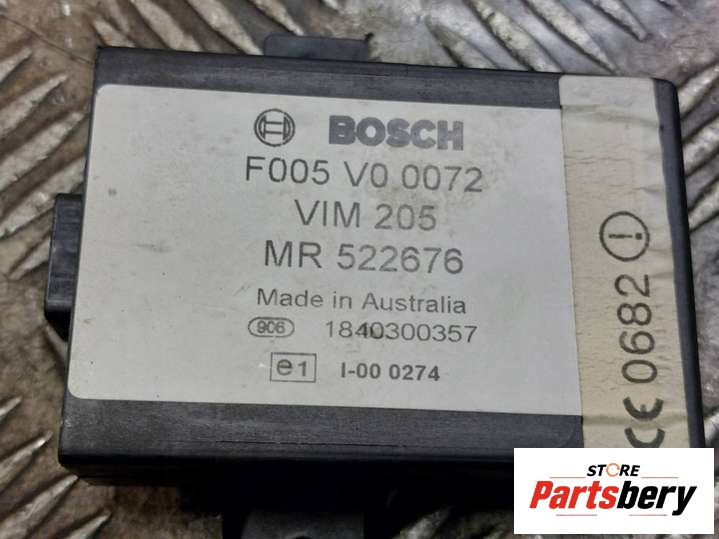 BOSCH
F005 V0 0072
VIM 205
MR 522676
Made in Australia
906 1840300357
e1 I-00 0274
CE 0682 !
STORE
Partsbery